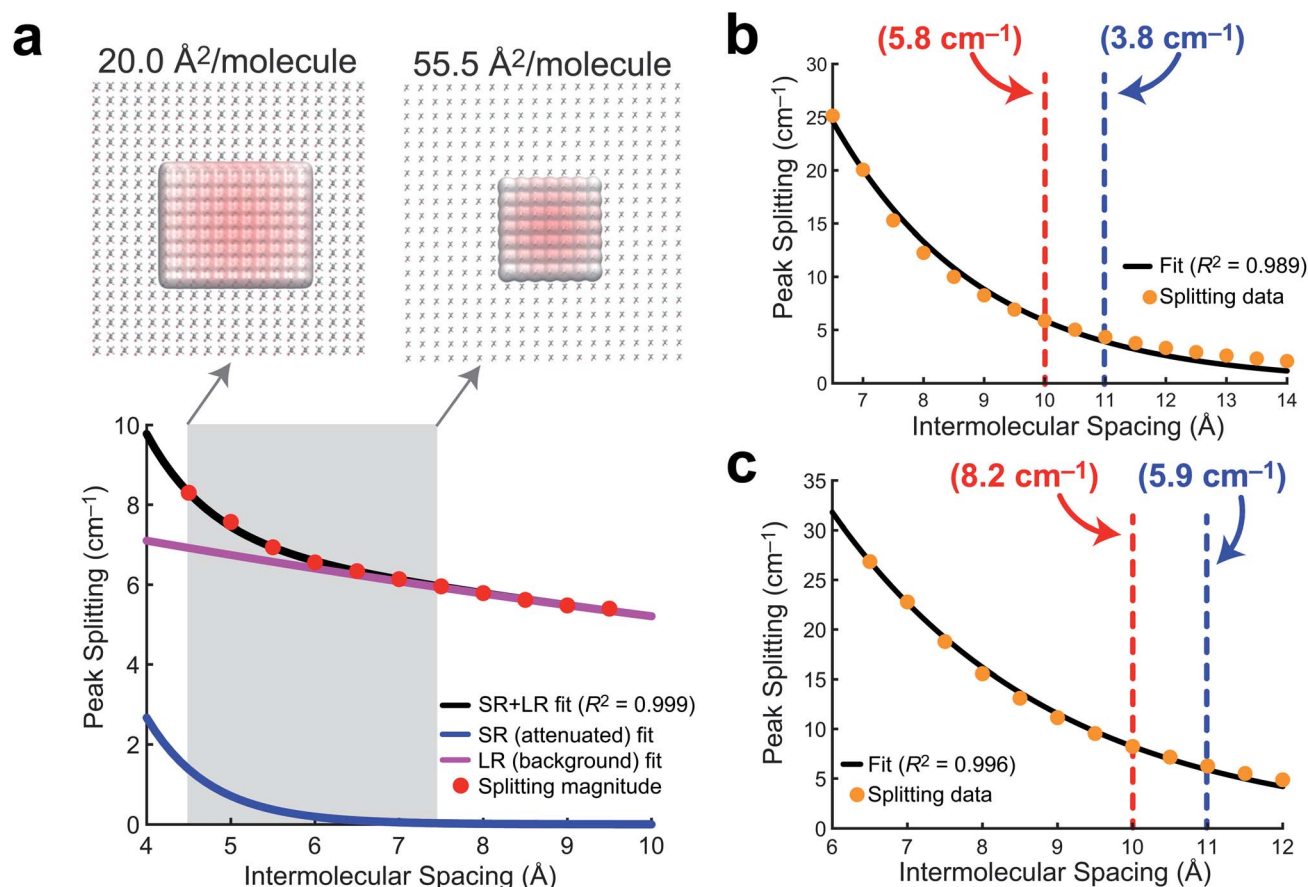 a
20.0 Å²/molecule
55.5 Å²/molecule
Peak Splitting (cm⁻¹)
10
8
6
4
2
0
SR+LR fit (R² = 0.999)
SR (attenuated) fit
LR (background) fit
Splitting magnitude
4 5 6 7 8 9 10
Intermolecular Spacing (Å)
b
(5.8 cm⁻¹) (3.8 cm⁻¹)
Peak Splitting (cm⁻¹)
30
25
20
15
10
5
0
Fit (R² = 0.989)
Splitting data
7 8 9 10 11 12 13 14
Intermolecular Spacing (Å)
c
(8.2 cm⁻¹) (5.9 cm⁻¹)
Peak Splitting (cm⁻¹)
35
30
25
20
15
10
5
0
Fit (R² = 0.996)
Splitting data
6 7 8 9 10 11 12
Intermolecular Spacing (Å)